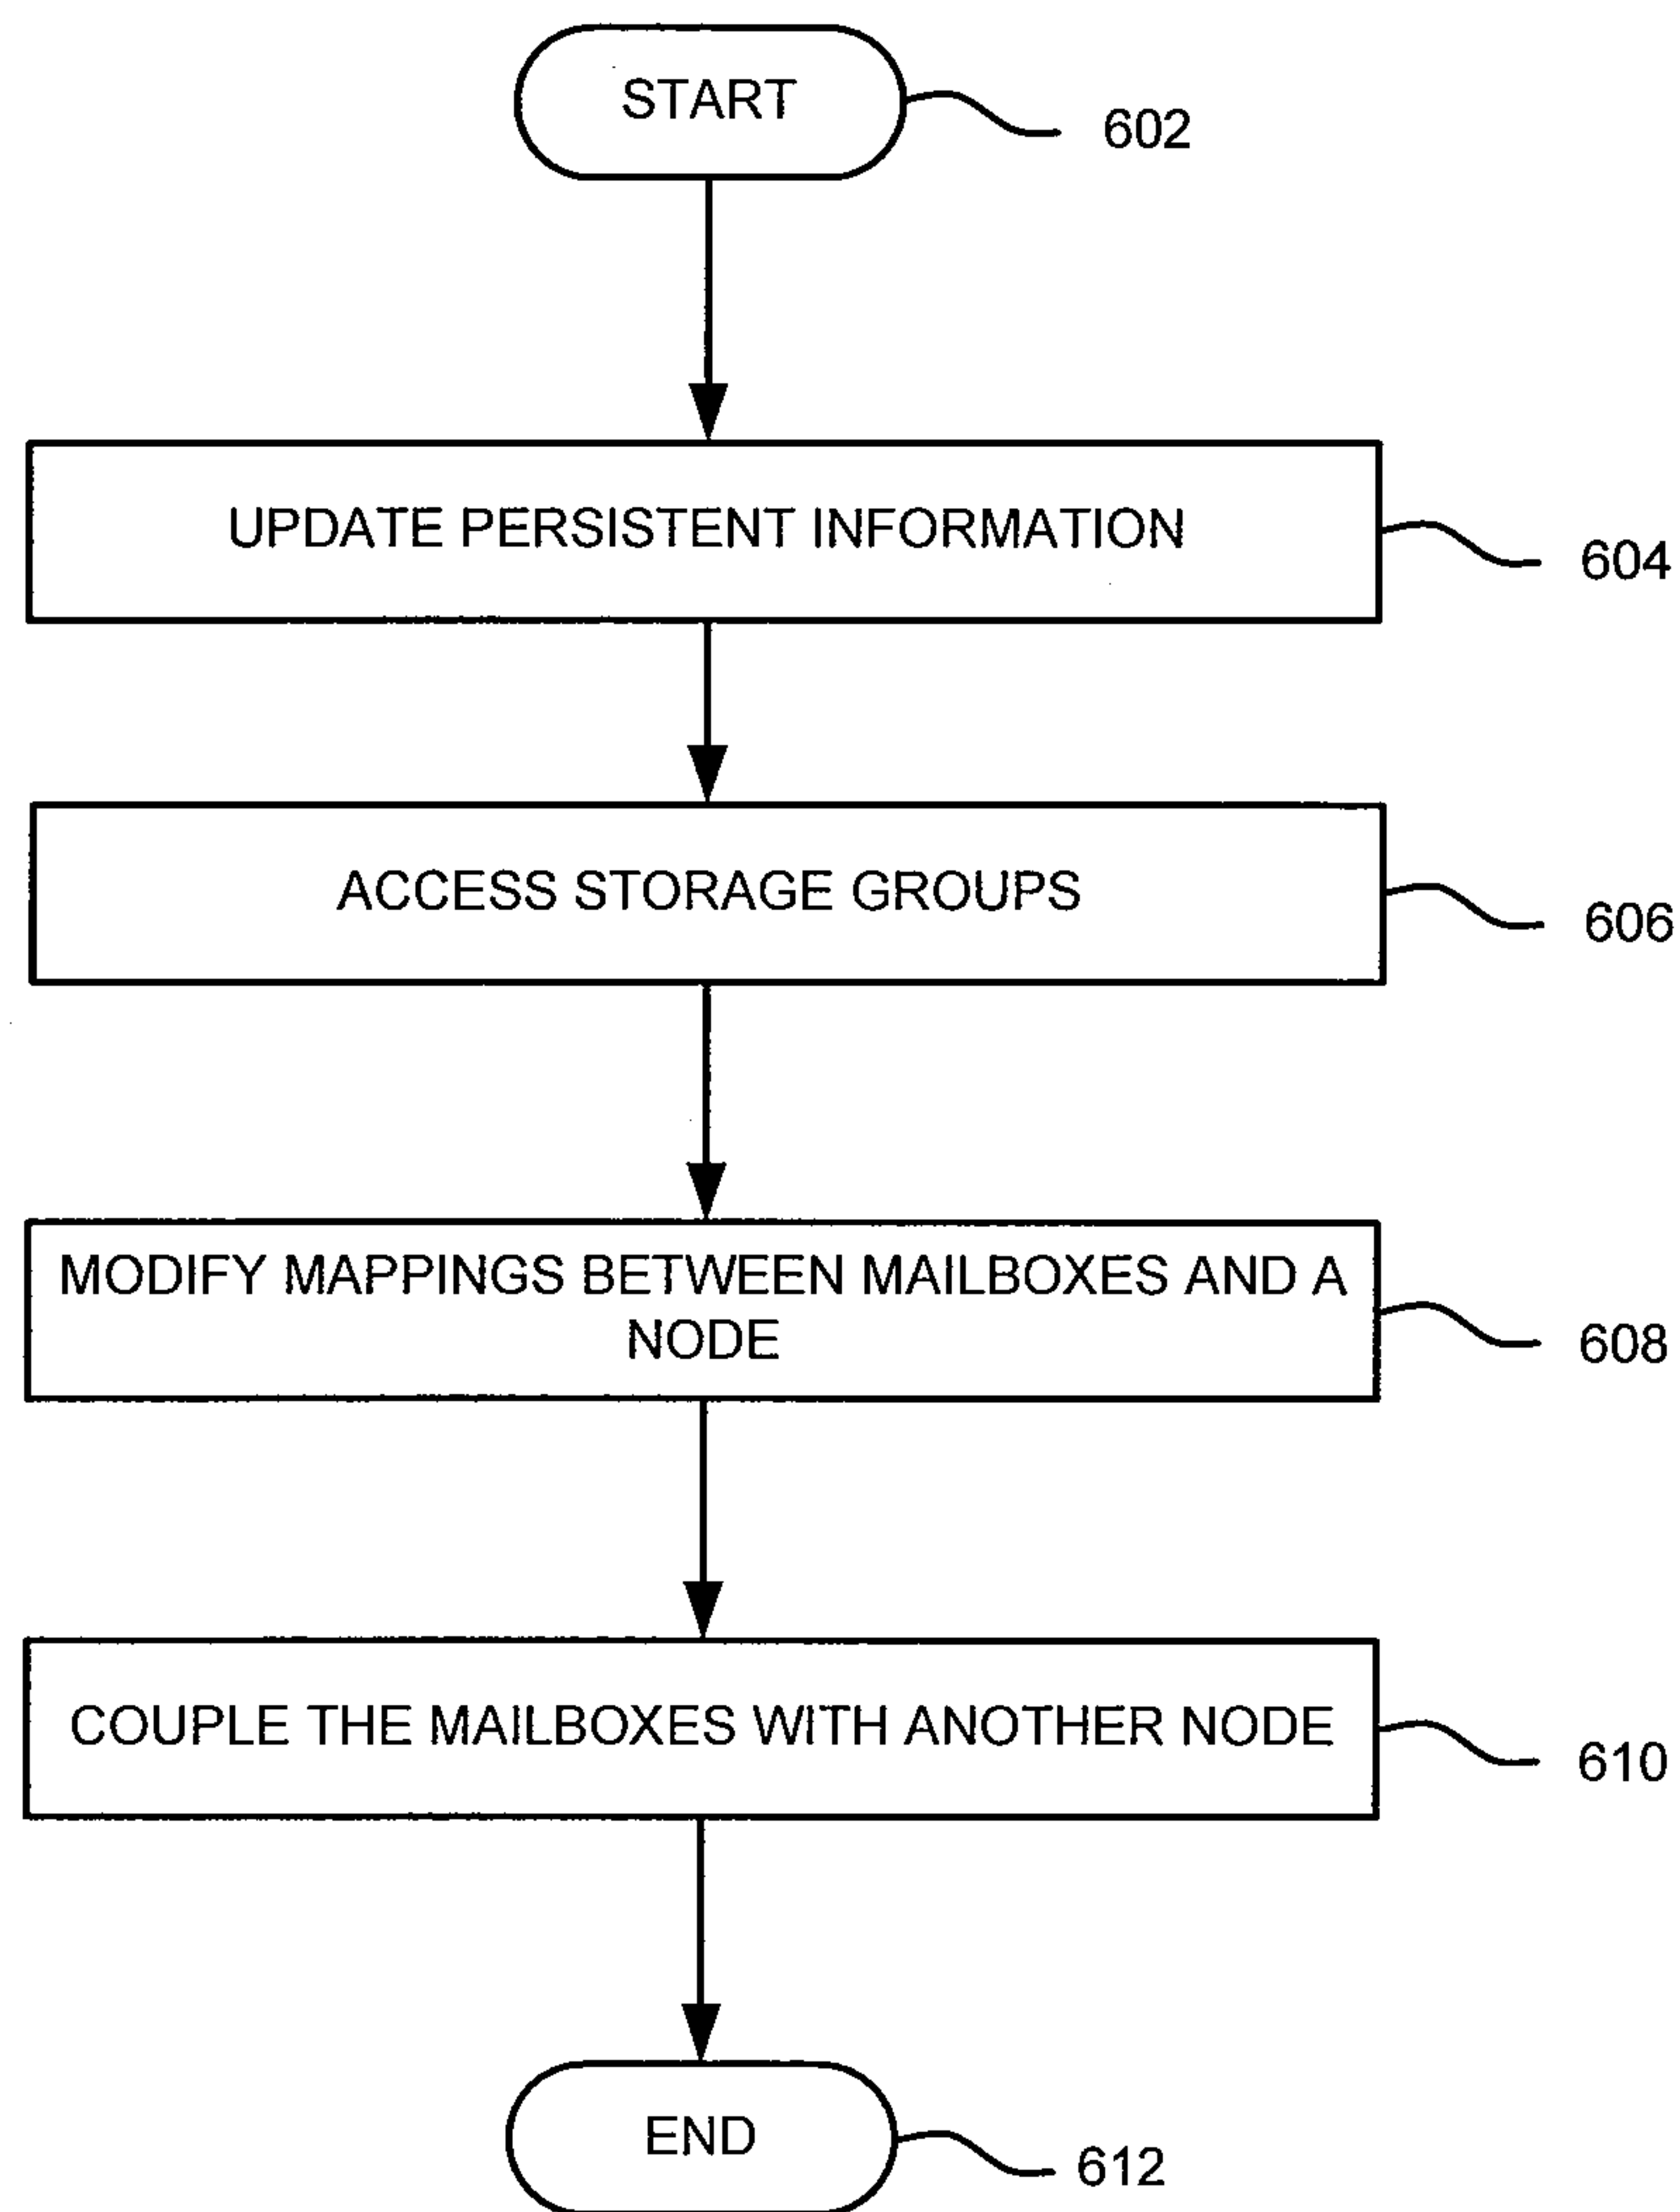 START
602
UPDATE PERSISTENT INFORMATION
604
ACCESS STORAGE GROUPS
606
MODIFY MAPPINGS BETWEEN MAILBOXES AND A
NODE
608
COUPLE THE MAILBOXES WITH ANOTHER NODE
610
END
612